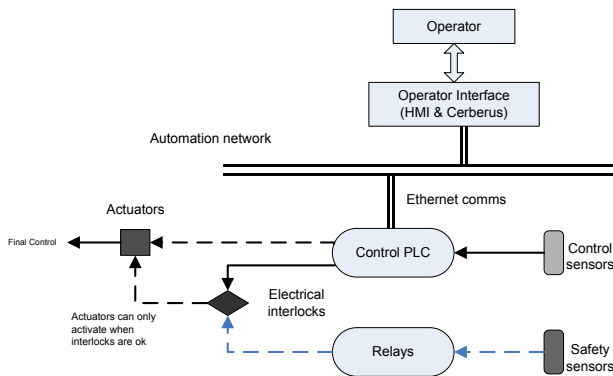 Operator
Operator Interface
(HMI & Cerberus)
Automation network
Ethernet comms
Actuators
Final Control
Control PLC
Control
sensors
Electrical
interlocks
Actuators can only
activate when
interlocks are ok
Relays
Safety
sensors